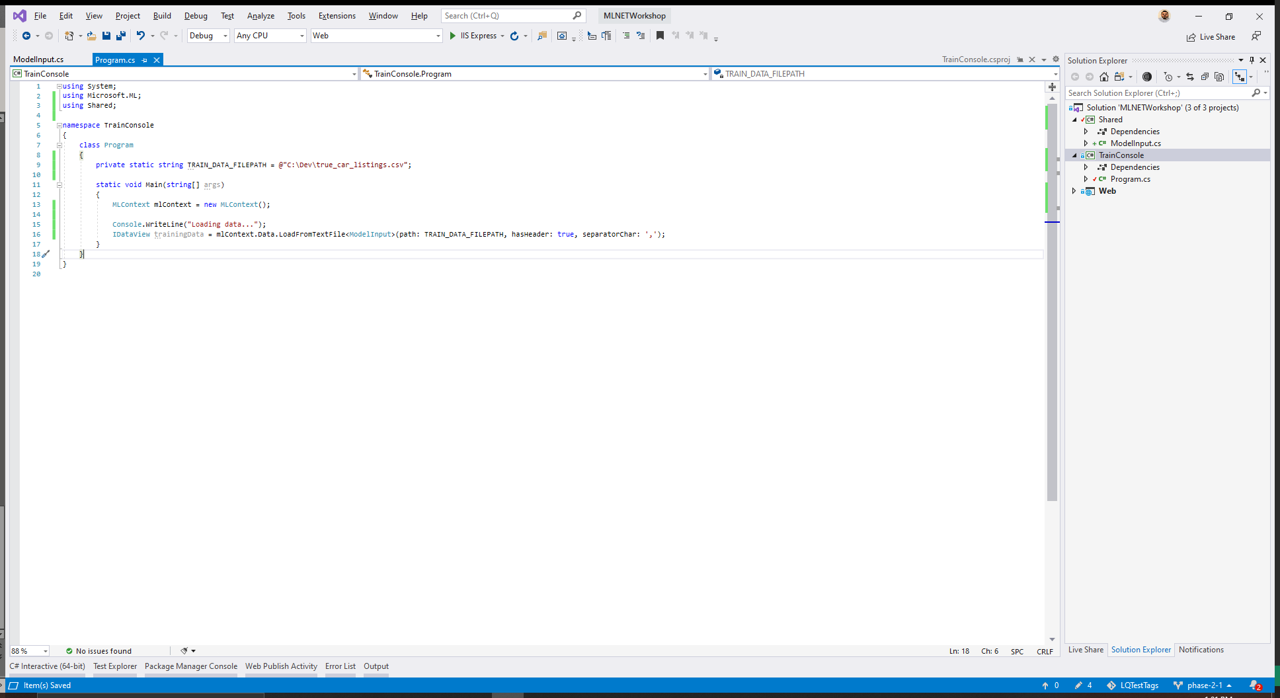 File Edit View Project Build Debug Test Analyze Tools Extensions Window Help Search (Ctrl+Q) MLNETWorkshop
Debug Any CPU Web IIS Express Live Share
ModelInput.cs Program.cs TrainConsole.csproj
TrainConsole TrainConsole.Program TRAIN_DATA_FILEPATH
1 using System;
2 using Microsoft.ML;
3 using Shared;
4
5 namespace TrainConsole
6 {
7 class Program
8 {
9 private static string TRAIN_DATA_FILEPATH = @"C:\Dev\true_car_listings.csv";
10
11 static void Main(string[] args)
12 {
13 MLContext mlContext = new MLContext();
14
15 Console.WriteLine("Loading data...");
16 IDataView trainingData = mlContext.Data.LoadFromTextFile<ModelInput>(path: TRAIN_DATA_FILEPATH, hasHeader: true, separatorChar: ',');
17 }
18 }
19 }
20
Solution Explorer
Search Solution Explorer (Ctrl+;)
Solution 'MLNETWorkshop' (3 of 3 projects)
Shared
Dependencies
ModelInput.cs
TrainConsole
Dependencies
Program.cs
Web
88 % No issues found Ln: 18 Ch: 6 SPC CRLF
Live Share Solution Explorer Notifications
C# Interactive (64-bit) Test Explorer Package Manager Console Web Publish Activity Error List Output
Item(s) Saved 0 4 LQTestTags phase-2-1 2